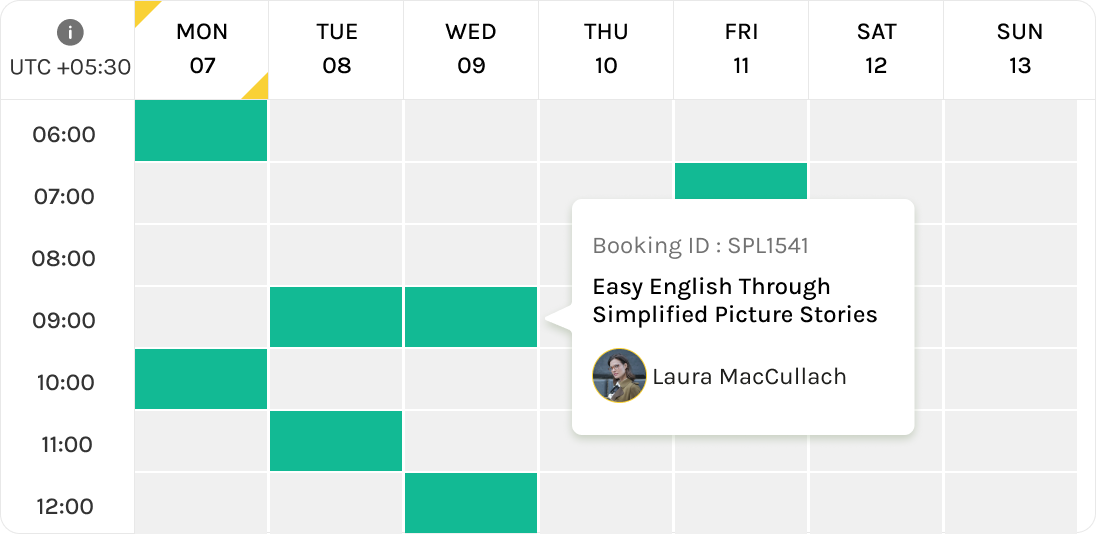 MON TUE WED THU FRI SAT SUN
UTC +05:30 07 08 09 10 11 12 13
06:00
07:00
08:00
09:00
10:00
11:00
12:00
Booking ID : SPL1541
Easy English Through
Simplified Picture Stories
Laura MacCullach